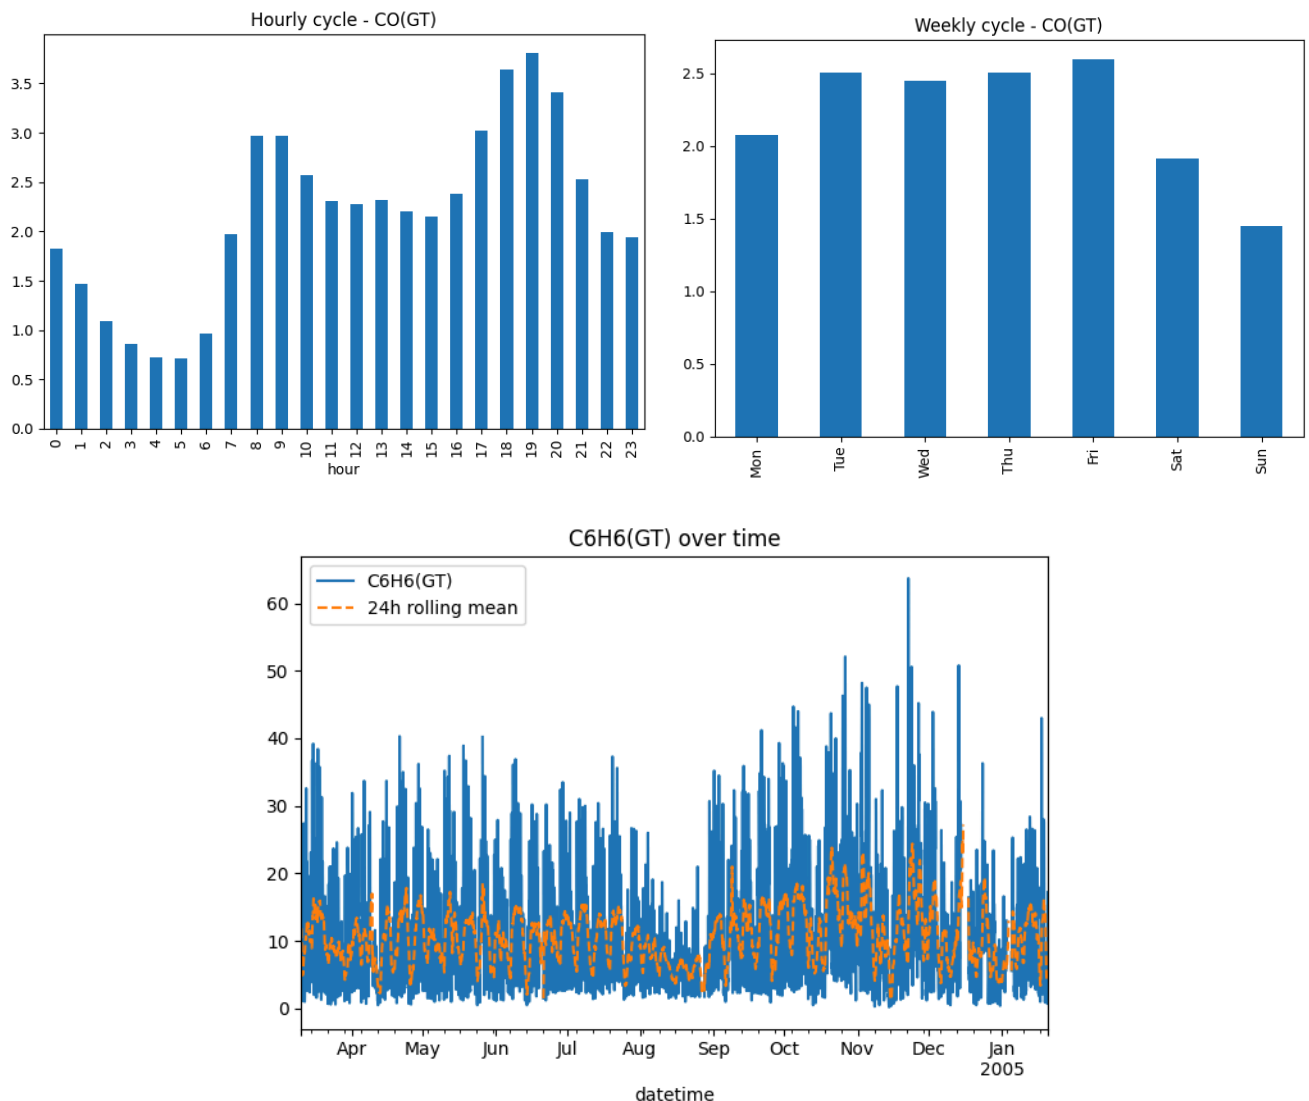 Hourly cycle - CO(GT)
3.5
3.0
2.5
2.0
1.5
1.0
0.5
0.0
0 1 2 3 4 5 6 7 8 9 10 11 12 13 14 15 16 17 18 19 20 21 22 23
hour
Weekly cycle - CO(GT)
2.5
2.0
1.5
1.0
0.5
0.0
Mon Tue Wed Thu Fri Sat Sun
C6H6(GT) over time
C6H6(GT)
24h rolling mean
60
50
40
30
20
10
0
Apr May Jun Jul Aug Sep Oct Nov Dec Jan
2005
datetime